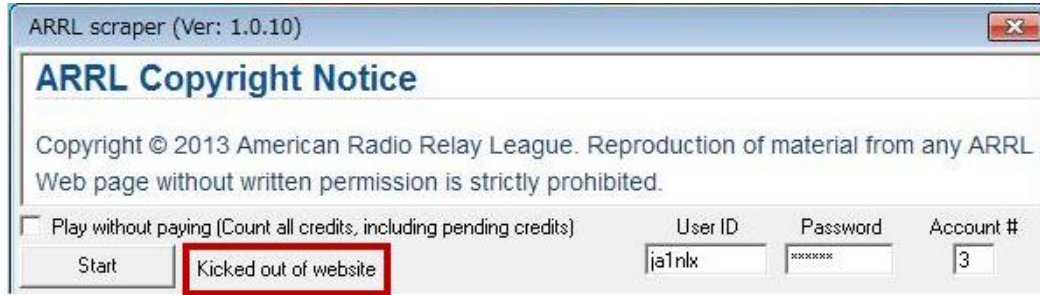 ARRL scraper (Ver: 1.0.10)
ARRL Copyright Notice
Copyright © 2013 American Radio Relay League. Reproduction of material from any ARRL
Web page without written permission is strictly prohibited.
Play without paying (Count all credits, including pending credits)
User ID Password Account #
Start Kicked out of website ja1nlx ****** 3